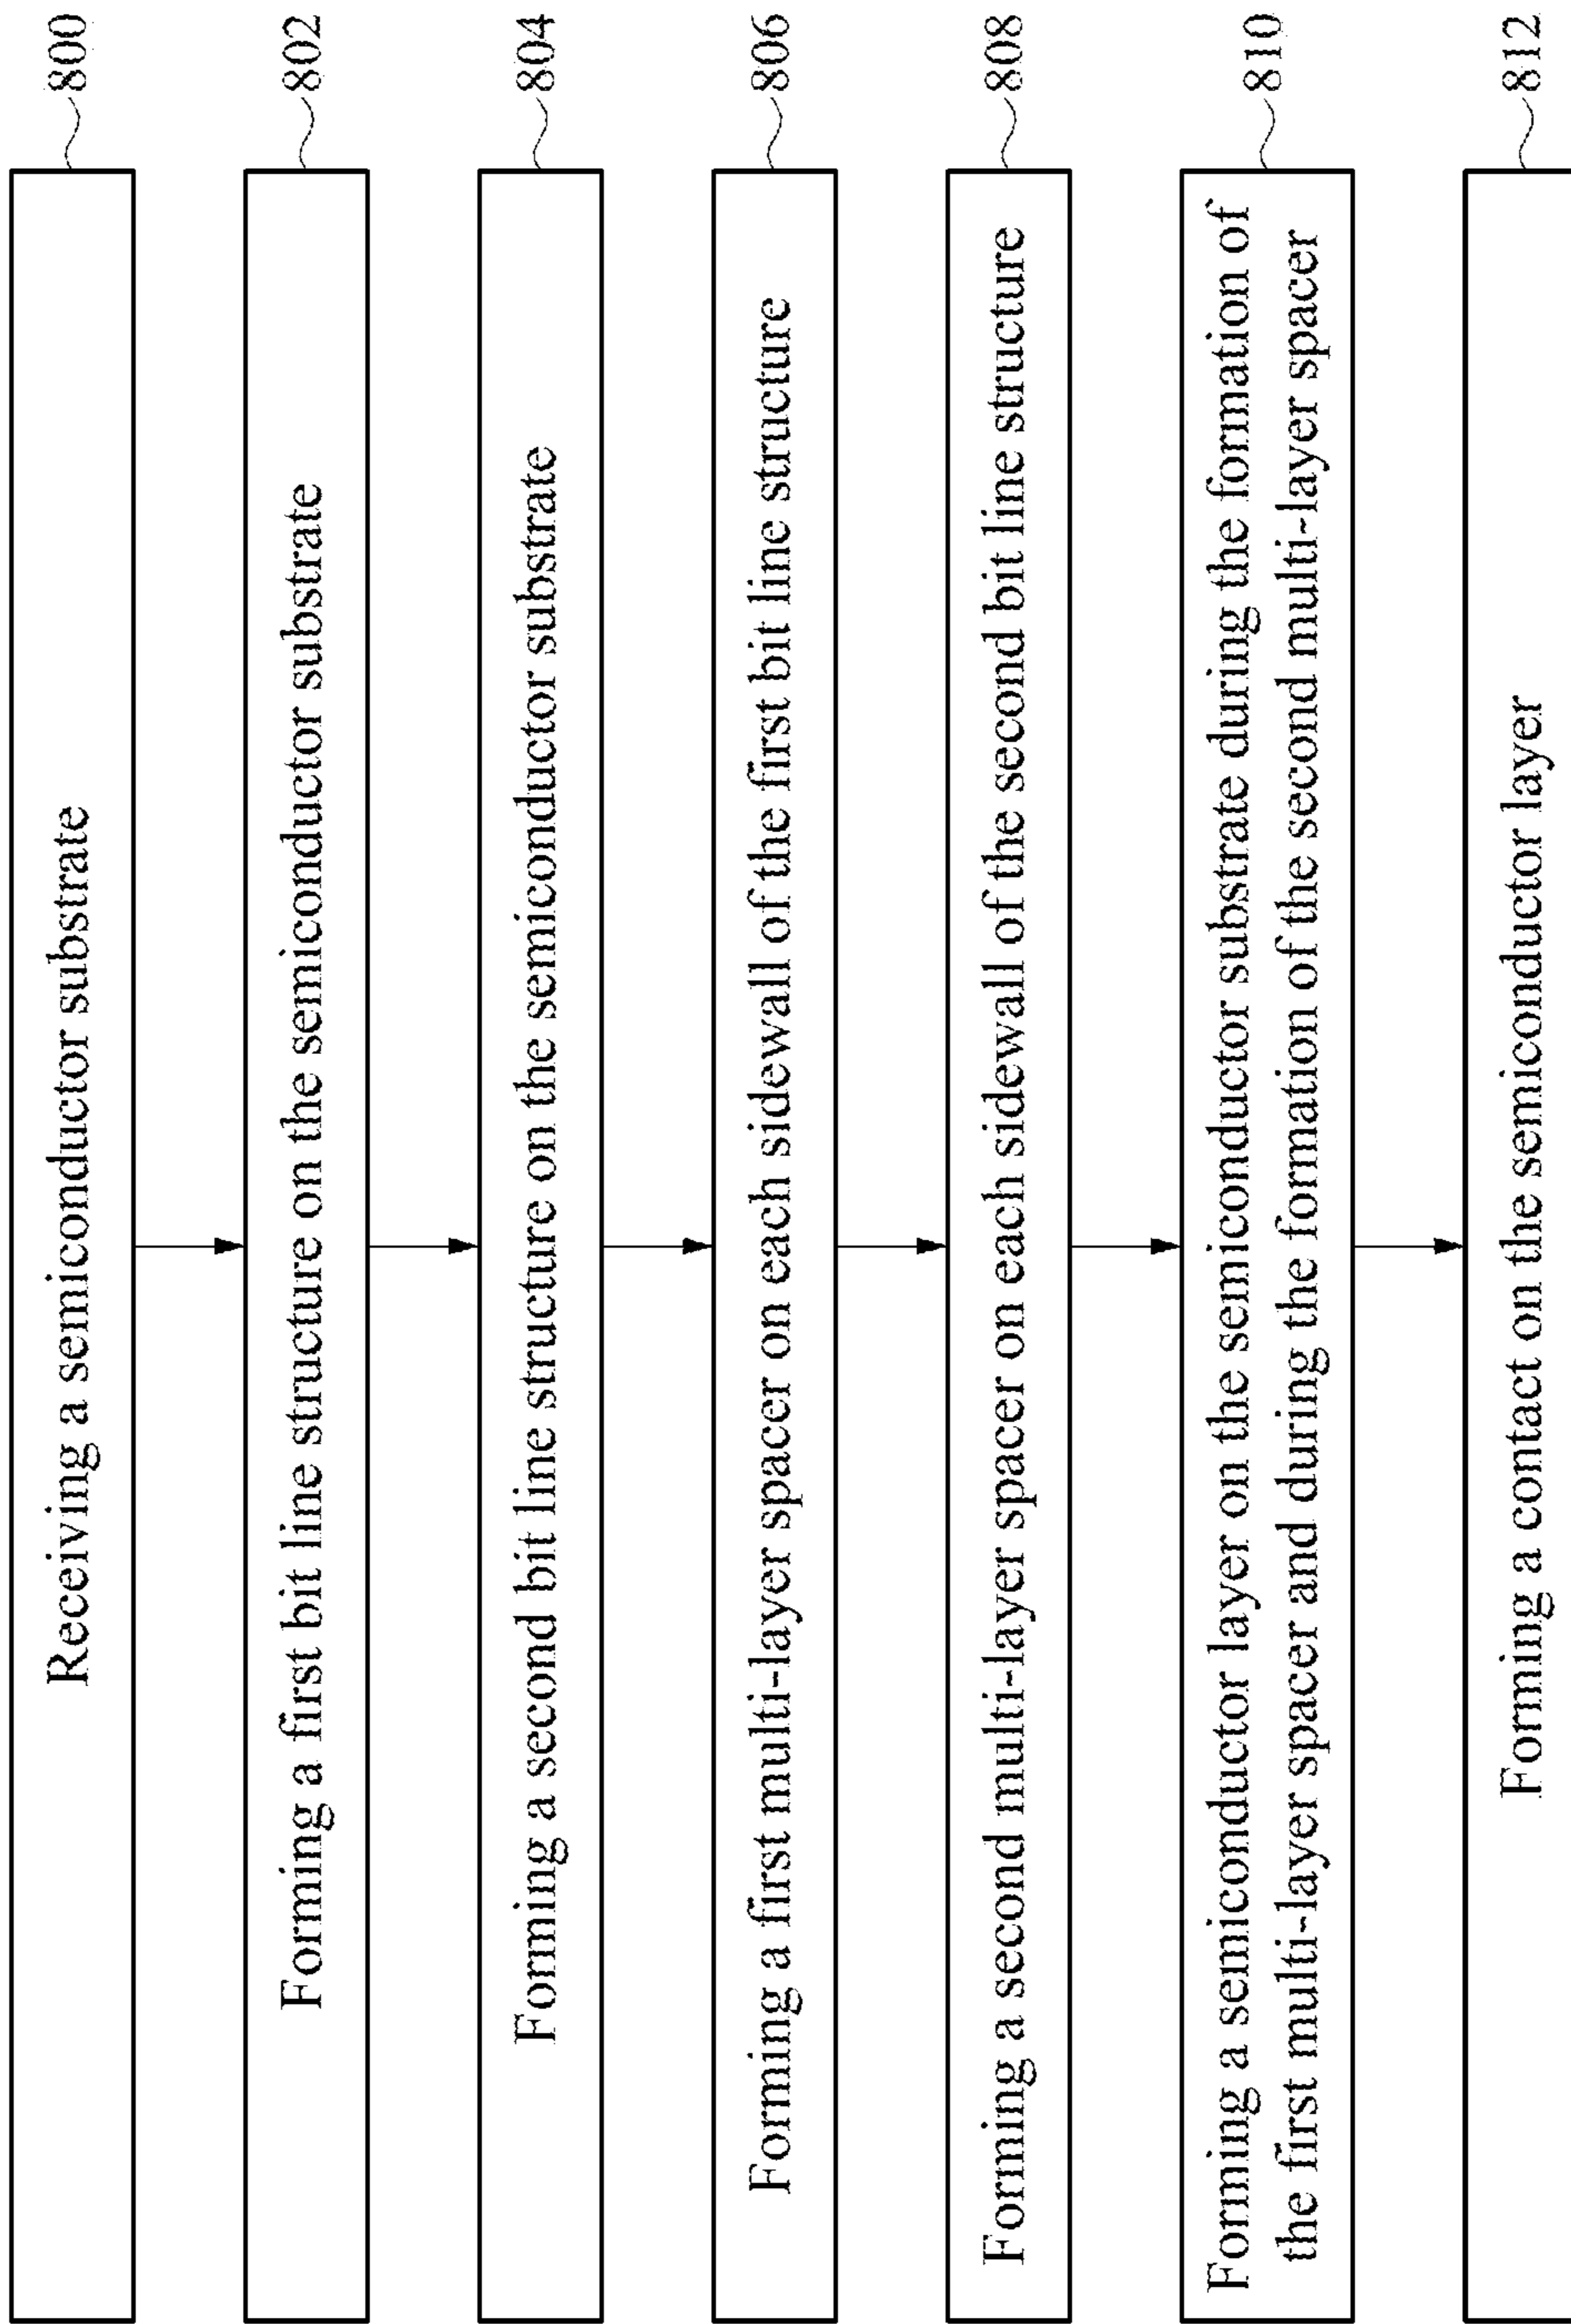 Receiving a semiconductor substrate
800
Forming a first bit line structure on the semiconductor substrate
802
Forming a second bit line structure on the semiconductor substrate
804
Forming a first multi-layer spacer on each sidewall of the first bit line structure
806
Forming a second multi-layer spacer on each sidewall of the second bit line structure
808
Forming a semiconductor layer on the semiconductor substrate during the formation of
the first multi-layer spacer and during the formation of the second multi-layer spacer
810
Forming a contact on the semiconductor layer
812